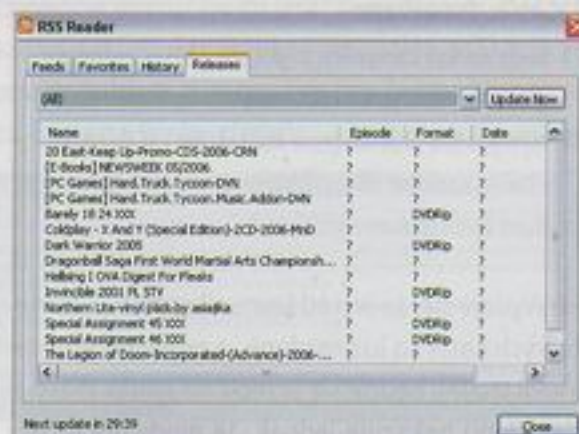 RSS Reader
Feeds Favorites History Releases
(All) Update Now
Name Episode Format Date
20 East-Keep Up-Promo-CDS-2006-CRN ? ? ?
[E-Books] NEWSWEEK 05/2006 ? ? ?
[PC Games] Hard.Truck.Tycoon-DVN ? ? ?
[PC Games] Hard.Truck.Tycoon.Music.Addon-DVN ? ? ?
Barely 18 24 XXX ? DVDRip ?
Coldplay - X And Y (Special Edition)-2CD-2006-MnD ? ? ?
Dark Warrior 2005 ? DVDRip ?
Dragonball Saga First World Martial Arts Championsh... ? ? ?
Hellsing I OVA Digest For Freaks ? ? ?
Invincible 2001 PL STV ? DVDRip ?
Northern Lite-vinyl pack-by ? ? ?
Special Assignment 45 XXX ? DVDRip ?
Special Assignment 46 XXX ? DVDRip ?
The Legion of Doom-Incorporated-(Advance)-2006-... ? ? ?
Next update in 29:39 Close